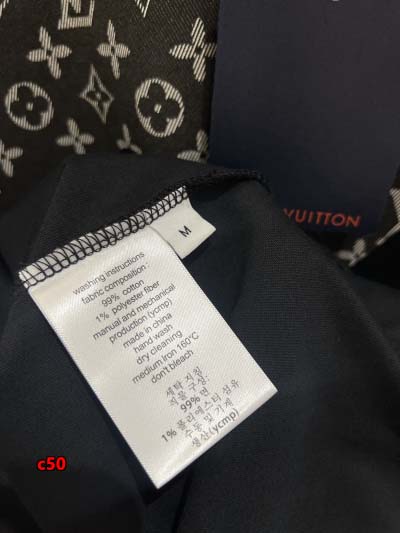 VUITTON
M
washing instructions
fabric composition :
99% cotton
1% polyester fiber
manual and mechanical
production (ycmp)
made in china
hand wash
dry cleaning
medium iron 160°C
don't bleach
세탁 지침
직물 구성:
99% 면
1% 폴리에스터 섬유
수동 및 기계
생산(ycmp)
c50